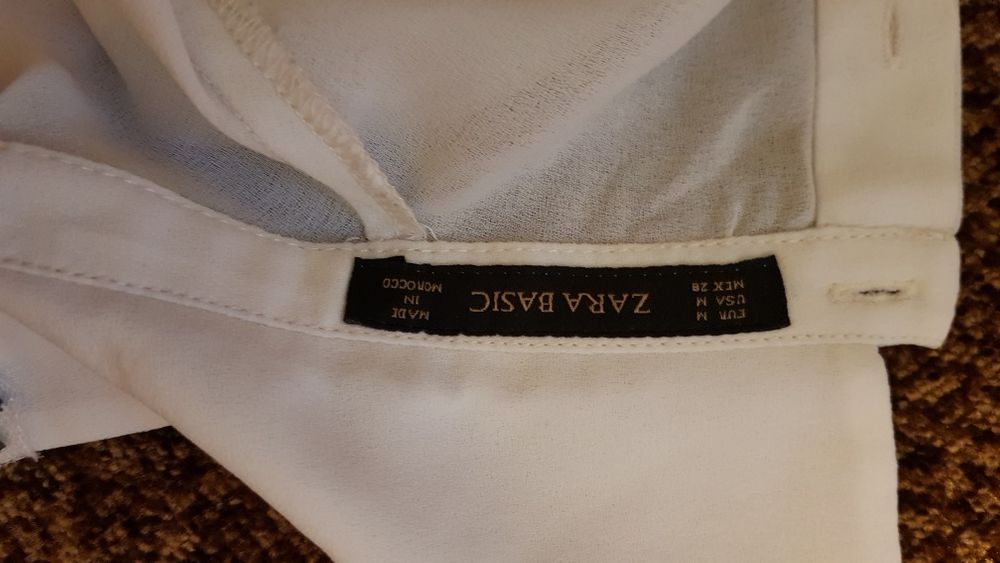 EUR M
USA M
MEX 28
ZARA BASIC
MADE
IN
MOROCCO